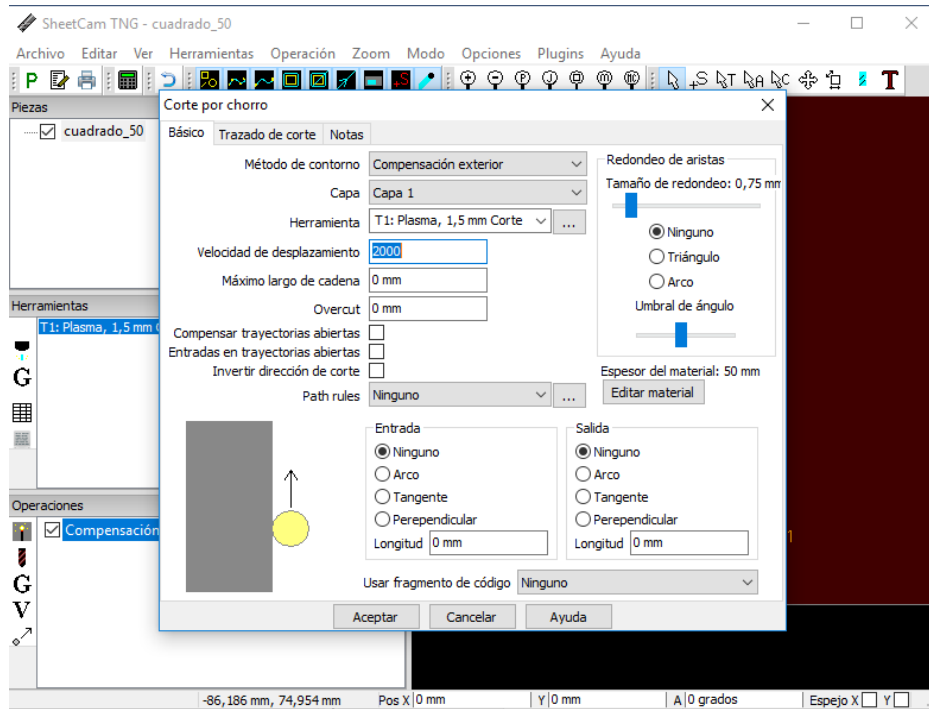 SheetCam TNG - cuadrado_50
Archivo Editar Ver Herramientas Operación Zoom Modo Opciones Plugins Ayuda
P
+S T A C T
Piezas
cuadrado_50
Herramientas
T1: Plasma, 1,5 mm
G
Operaciones
Compensación
G
V
Corte por chorro
Básico Trazado de corte Notas
Método de contorno Compensación exterior
Capa Capa 1
Herramienta T1: Plasma, 1,5 mm Corte ...
Velocidad de desplazamiento 2000
Máximo largo de cadena 0 mm
Overcut 0 mm
Compensar trayectorias abiertas
Entradas en trayectorias abiertas
Invertir dirección de corte
Path rules Ninguno ...
Redondeo de aristas
Tamaño de redondeo: 0,75 mm
Ninguno
Triángulo
Arco
Umbral de ángulo
Espesor del material: 50 mm
Editar material
Entrada
Ninguno
Arco
Tangente
Perependicular
Longitud 0 mm
Salida
Ninguno
Arco
Tangente
Perependicular
Longitud 0 mm
Usar fragmento de código Ninguno
Aceptar Cancelar Ayuda
1
-86,186 mm, 74,954 mm Pos X 0 mm Y 0 mm A 0 grados Espejo X Y